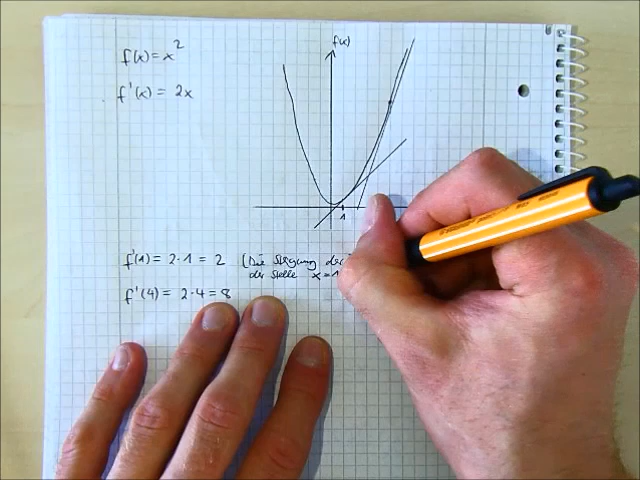 f(x) = x²
f(x)
f'(x) = 2x
1
f'(1) = 2·1 = 2 (Die Steigung der
der Stelle x=1
f'(4) = 2·4 = 8